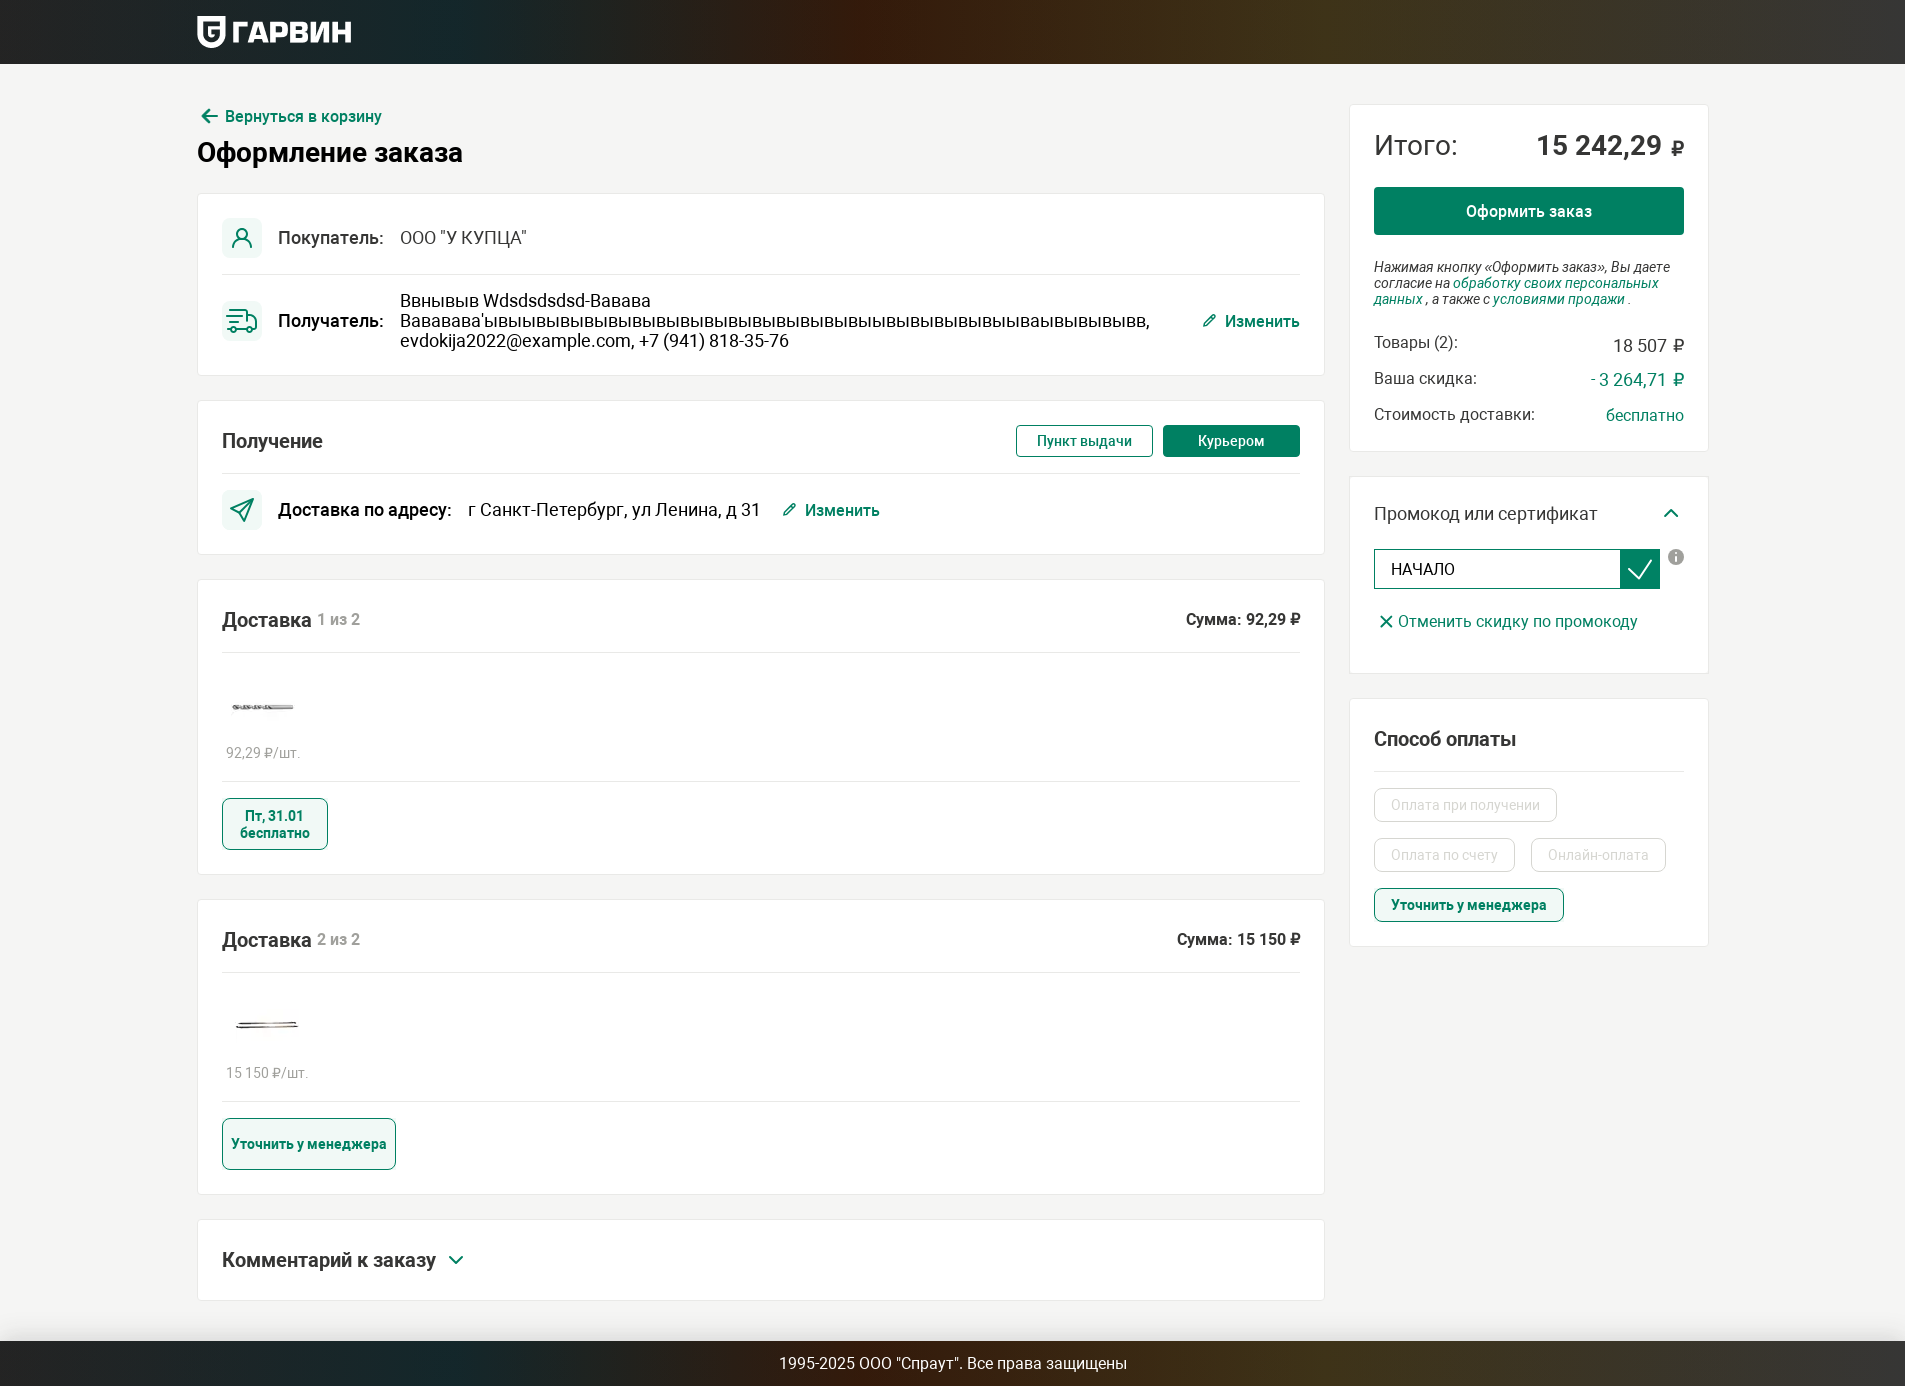 ГАРВИН
Вернуться в корзину
Оформление заказа
Покупатель: ООО "У КУПЦА"
Получатель:
Ввнывыв Wdsdsdsdsd-Вавава
evdokija2022@example.com, +7 (941) 818-35-76
Изменить
Получение
Пункт выдачи
Курьером
Доставка по адресу: г Санкт-Петербург, ул Ленина, д 31
Изменить
Доставка 1 из 2
Сумма: 92,29 ₽
92,29 ₽/шт.
Пт, 31.01
бесплатно
Доставка 2 из 2
Сумма: 15 150 ₽
15 150 ₽/шт.
Уточнить у менеджера
Комментарий к заказу
Итого: 15 242,29 ₽
Оформить заказ
Нажимая кнопку «Оформить заказ», Вы даете
согласие на обработку своих персональных
данных , а также с условиями продажи .
Товары (2): 18 507 ₽
Ваша скидка: - 3 264,71 ₽
Стоимость доставки: бесплатно
Промокод или сертификат
НАЧАЛО
Отменить скидку по промокоду
Способ оплаты
Оплата при получении
Оплата по счету
Онлайн-оплата
Уточнить у менеджера
1995-2025 ООО "Спраут". Все права защищены